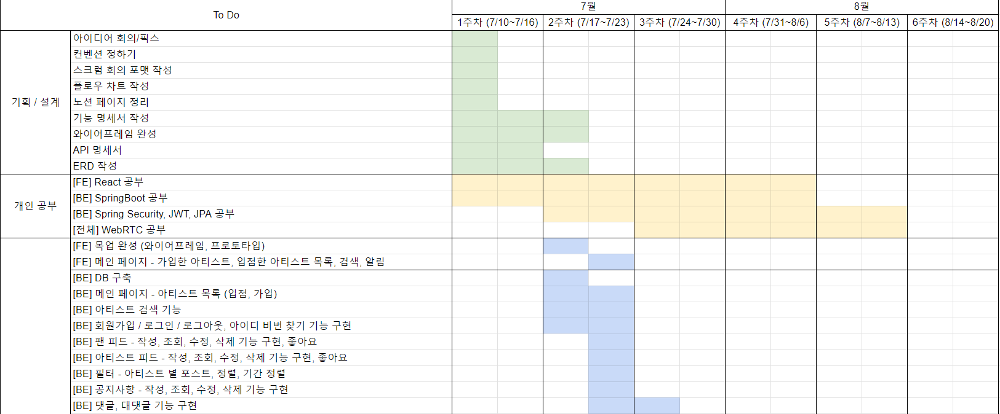 To Do
7월
8월
1주차 (7/10~7/16)
2주차 (7/17~7/23)
3주차 (7/24~7/30)
4주차 (7/31~8/6)
5주차 (8/7~8/13)
6주차 (8/14~8/20)
기획 / 설계
아이디어 회의/픽스
컨벤션 정하기
스크럼 회의 포맷 작성
플로우 차트 작성
노션 페이지 정리
기능 명세서 작성
와이어프레임 완성
API 명세서
ERD 작성
개인 공부
[FE] React 공부
[BE] SpringBoot 공부
[BE] Spring Security, JWT, JPA 공부
[전체] WebRTC 공부
[FE] 목업 완성 (와이어프레임, 프로토타입)
[FE] 메인 페이지 - 가입한 아티스트, 입점한 아티스트 목록, 검색, 알림
[BE] DB 구축
[BE] 메인 페이지 - 아티스트 목록 (입점, 가입)
[BE] 아티스트 검색 기능
[BE] 회원가입 / 로그인 / 로그아웃, 아이디 비번 찾기 기능 구현
[BE] 팬 피드 - 작성, 조회, 수정, 삭제 기능 구현, 좋아요
[BE] 아티스트 피드 - 작성, 조회, 수정, 삭제 기능 구현, 좋아요
[BE] 필터 - 아티스트 별 포스트, 정렬, 기간 정렬
[BE] 공지사항 - 작성, 조회, 수정, 삭제 기능 구현
[BE] 댓글, 대댓글 기능 구현